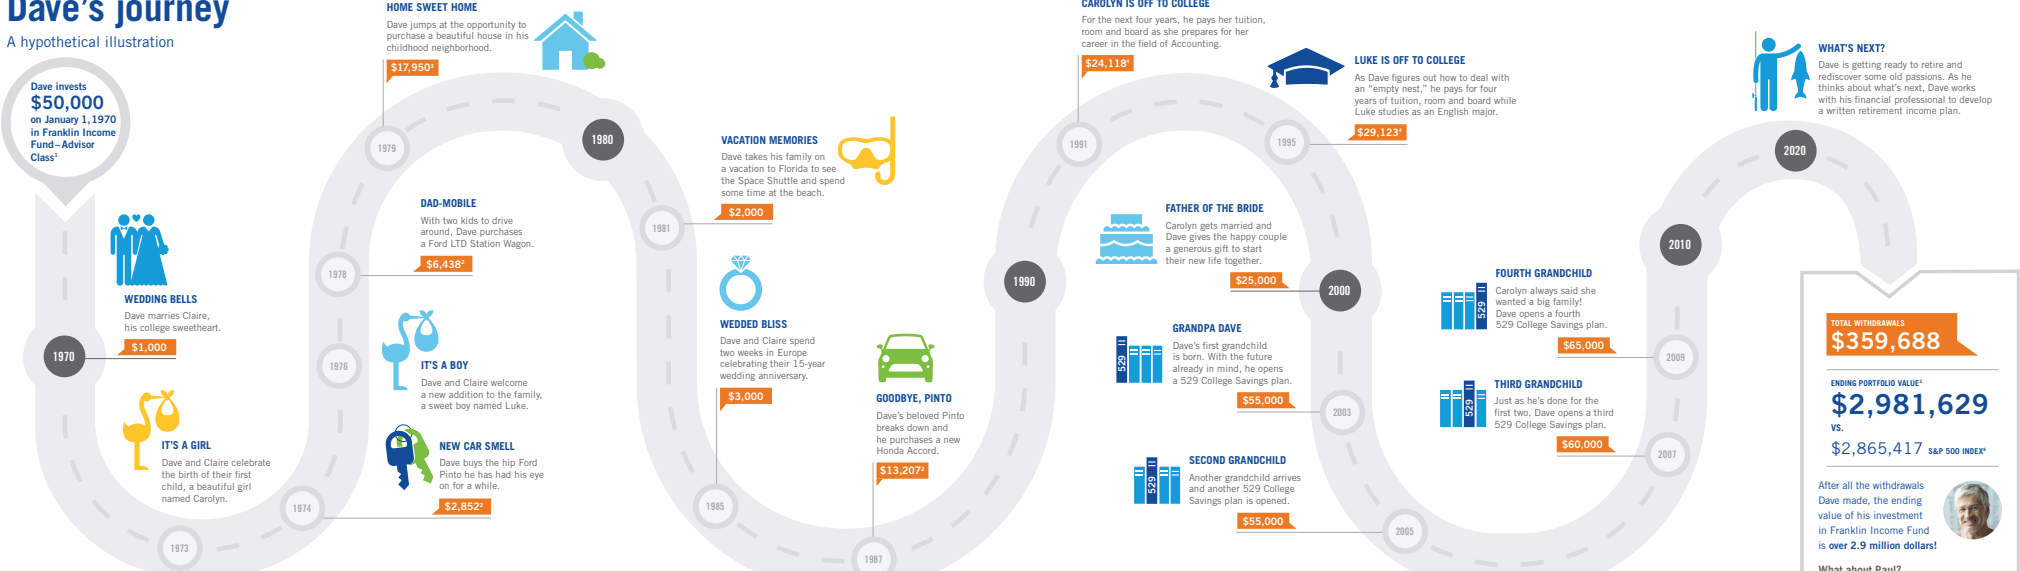 Dave's journey
A hypothetical illustration
Dave invests
$50,000
on January 1, 1970
in Franklin Income
Fund–Advisor
Class¹
WEDDING BELLS
Dave marries Claire,
his college sweetheart.
$1,000
1970
IT'S A GIRL
Dave and Claire celebrate
the birth of their first
child, a beautiful girl
named Carolyn.
1973
NEW CAR SMELL
Dave buys the hip Ford
Pinto he has had his eye
on for a while.
$2,852²
1974
IT'S A BOY
Dave and Claire welcome
a new addition to the family,
a sweet boy named Luke.
1976
DAD-MOBILE
With two kids to drive
around, Dave purchases
a Ford LTD Station Wagon.
$6,438²
1978
HOME SWEET HOME
Dave jumps at the opportunity to
purchase a beautiful house in his
childhood neighborhood.
$17,950³
1979
1980
VACATION MEMORIES
Dave takes his family on
a vacation to Florida to see
the Space Shuttle and spend
some time at the beach.
$2,000
1981
WEDDED BLISS
Dave and Claire spend
two weeks in Europe
celebrating their 15-year
wedding anniversary.
$3,000
1985
GOODBYE, PINTO
Dave's beloved Pinto
breaks down and
he purchases a new
Honda Accord.
$13,207²
1987
1990
CAROLYN IS OFF TO COLLEGE
For the next four years, he pays her tuition,
room and board as she prepares for her
career in the field of Accounting.
$24,118⁴
1991
LUKE IS OFF TO COLLEGE
As Dave figures out how to deal with
an “empty nest,” he pays for four
years of tuition, room and board while
Luke studies as an English major.
$29,123⁴
1995
FATHER OF THE BRIDE
Carolyn gets married and
Dave gives the happy couple
a generous gift to start
their new life together.
$25,000
2000
GRANDPA DAVE
Dave's first grandchild
is born. With the future
already in mind, he opens
a 529 College Savings plan.
529
$55,000
2003
SECOND GRANDCHILD
Another grandchild arrives
and another 529 College
Savings plan is opened.
529
$55,000
2005
THIRD GRANDCHILD
Just as he's done for the
first two, Dave opens a third
529 College Savings plan.
529
$60,000
2007
FOURTH GRANDCHILD
Carolyn always said she
wanted a big family!
Dave opens a fourth
529 College Savings plan.
529
$65,000
2009
2010
WHAT'S NEXT?
Dave is getting ready to retire and
rediscover some old passions. As he
thinks about what's next, Dave works
with his financial professional to develop
a written retirement income plan.
2020
TOTAL WITHDRAWALS
$359,688
ENDING PORTFOLIO VALUE⁵
$2,981,629
VS.
$2,865,417 S&P 500 INDEX⁶
After all the withdrawals
Dave made, the ending
value of his investment
in Franklin Income Fund
is over 2.9 million dollars!
What about Paul?